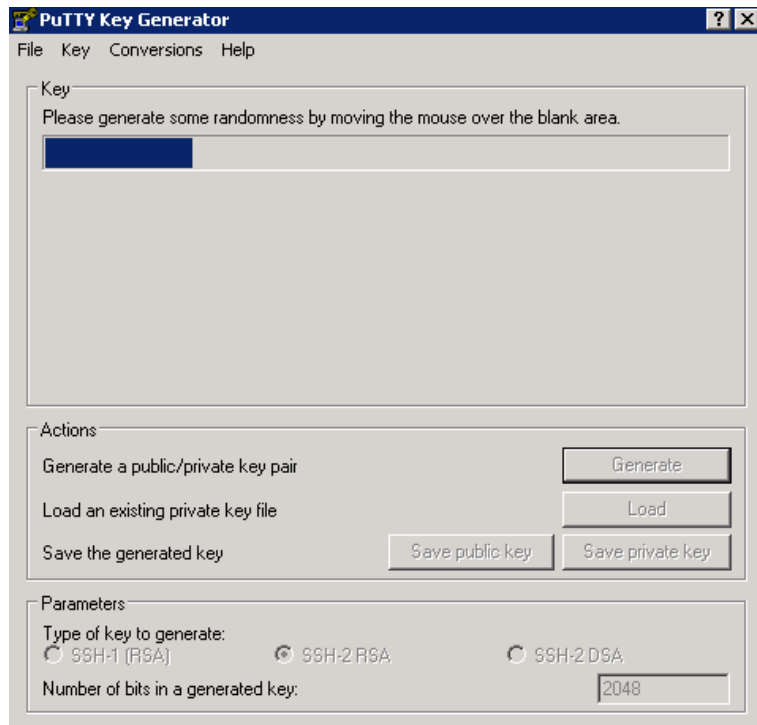 PuTTY Key Generator
File Key Conversions Help
Key
Please generate some randomness by moving the mouse over the blank area.
Actions
Generate a public/private key pair
Generate
Load an existing private key file
Load
Save the generated key
Save public key
Save private key
Parameters
Type of key to generate:
SSH-1 (RSA)
SSH-2 RSA
SSH-2 DSA
Number of bits in a generated key:
2048